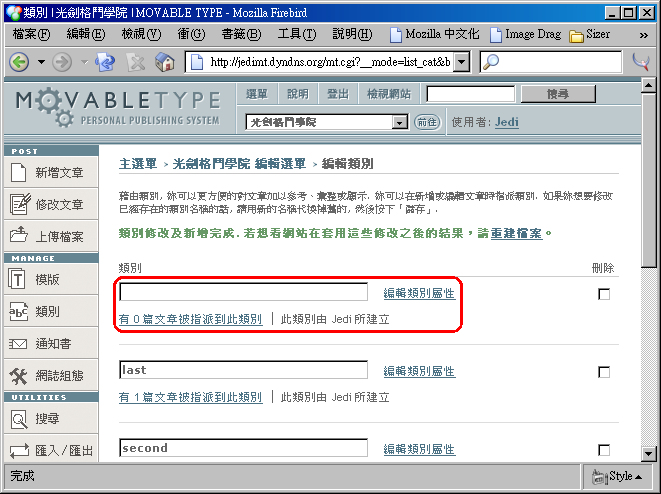 類別 | 光劍格鬥學院 | MOVABLE TYPE - Mozilla Firebird
檔案(F) 編輯(E) 檢視(V) 衝(G) 書籤(B) 工具(T) 說明(H) Mozilla 中文化 Image Drag Sizer »
http://jedimt.dyndns.org/mt.cgi?__mode=list_cat&b
MOVABLETYPE
PERSONAL PUBLISHING SYSTEM
選單 說明 登出 檢視網站 搜尋
光劍格鬥學院 前往 使用者: Jedi
POST
新增文章
修改文章
上傳檔案
MANAGE
模版
類別
通知書
網誌組態
UTILITIES
搜尋
匯入 / 匯出
主選單 > 光劍格鬥學院 編輯選單 > 編輯類別
藉由類別, 妳可以更方便的對文章加以參考、彙整或顯示. 妳可以在新增或編輯文章時指派類別. 如果妳想要修改
已經存在的類別名稱的話, 請用新的名稱代換掉舊的, 然後按下「儲存」.
類別修改及新增完成. 若想看網站在套用這些修改之後的結果, 請重建檔案。
類別 刪除
編輯類別屬性
有 0 篇文章被指派到此類別 | 此類別由 Jedi 所建立
last 編輯類別屬性
有 1 篇文章被指派到此類別 | 此類別由 Jedi 所建立
second 編輯類別屬性
完成 Style